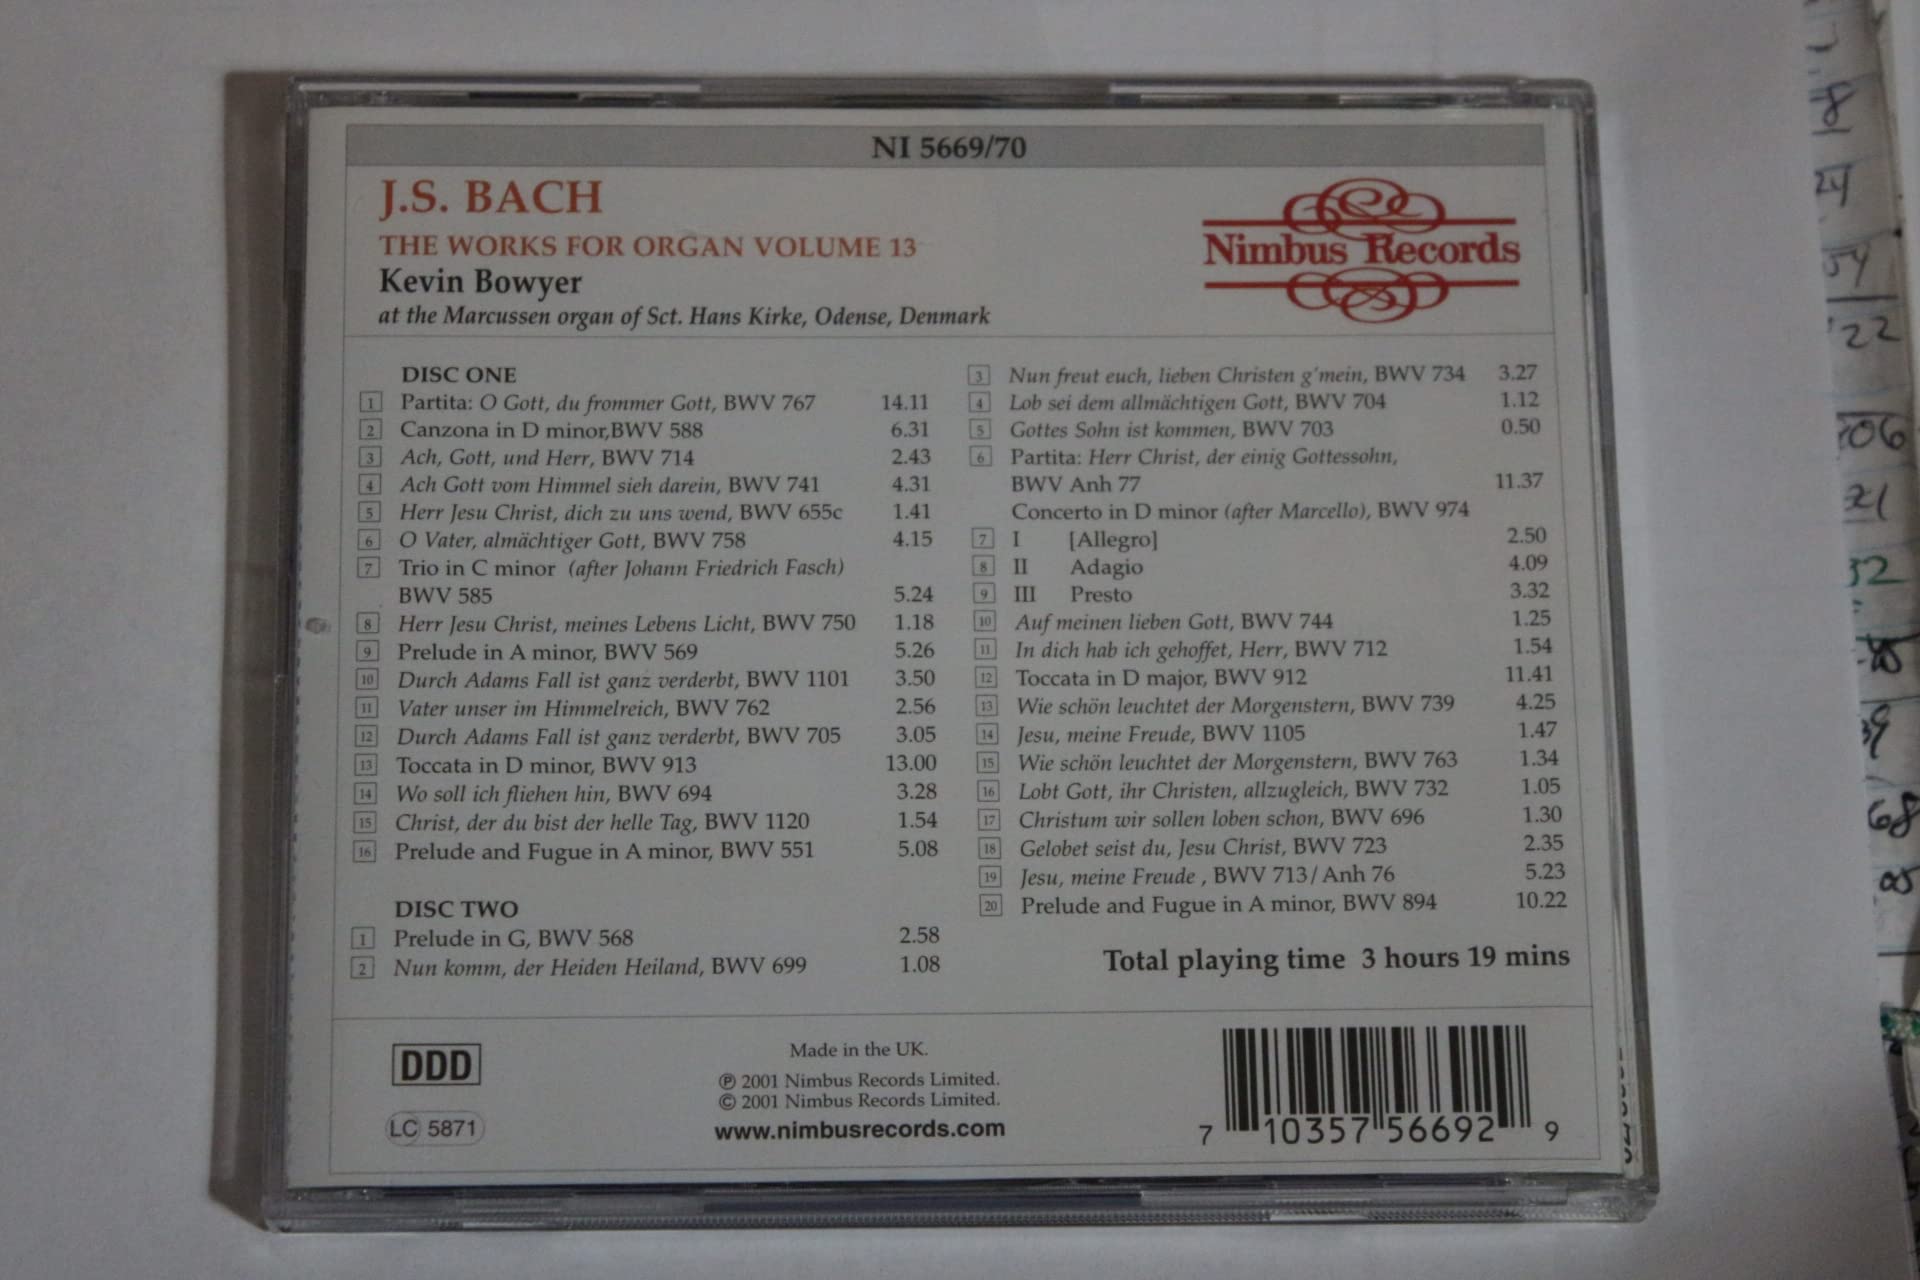 NI 5669/70
J.S. BACH
THE WORKS FOR ORGAN VOLUME 13
Kevin Bowyer
at the Marcussen organ of Sct. Hans Kirke, Odense, Denmark
Nimbus Records
DISC ONE
1 Partita: O Gott, du frommer Gott, BWV 767 14.11
2 Canzona in D minor,BWV 588 6.31
3 Ach, Gott, und Herr, BWV 714 2.43
4 Ach Gott vom Himmel sieh darein, BWV 741 4.31
5 Herr Jesu Christ, dich zu uns wend, BWV 655c 1.41
6 O Vater, almächtiger Gott, BWV 758 4.15
7 Trio in C minor (after Johann Friedrich Fasch)
BWV 585 5.24
8 Herr Jesu Christ, meines Lebens Licht, BWV 750 1.18
9 Prelude in A minor, BWV 569 5.26
10 Durch Adams Fall ist ganz verderbt, BWV 1101 3.50
11 Vater unser im Himmelreich, BWV 762 2.56
12 Durch Adams Fall ist ganz verderbt, BWV 705 3.05
13 Toccata in D minor, BWV 913 13.00
14 Wo soll ich fliehen hin, BWV 694 3.28
15 Christ, der du bist der helle Tag, BWV 1120 1.54
16 Prelude and Fugue in A minor, BWV 551 5.08
DISC TWO
1 Prelude in G, BWV 568 2.58
2 Nun komm, der Heiden Heiland, BWV 699 1.08
3 Nun freut euch, lieben Christen g'mein, BWV 734 3.27
4 Lob sei dem allmächtigen Gott, BWV 704 1.12
5 Gottes Sohn ist kommen, BWV 703 0.50
6 Partita: Herr Christ, der einig Gottessohn,
BWV Anh 77 11.37
Concerto in D minor (after Marcello), BWV 974
7 I [Allegro] 2.50
8 II Adagio 4.09
9 III Presto 3.32
10 Auf meinen lieben Gott, BWV 744 1.25
11 In dich hab ich gehoffet, Herr, BWV 712 1.54
12 Toccata in D major, BWV 912 11.41
13 Wie schön leuchtet der Morgenstern, BWV 739 4.25
14 Jesu, meine Freude, BWV 1105 1.47
15 Wie schön leuchtet der Morgenstern, BWV 763 1.34
16 Lobt Gott, ihr Christen, allzugleich, BWV 732 1.05
17 Christum wir sollen loben schon, BWV 696 1.30
18 Gelobet seist du, Jesu Christ, BWV 723 2.35
19 Jesu, meine Freude , BWV 713/Anh 76 5.23
20 Prelude and Fugue in A minor, BWV 894 10.22
Total playing time 3 hours 19 mins
DDD
LC 5871
Made in the UK.
℗ 2001 Nimbus Records Limited.
© 2001 Nimbus Records Limited.
www.nimbusrecords.com
7 10357 56692 9
8
24
54
22
06
21
32
68